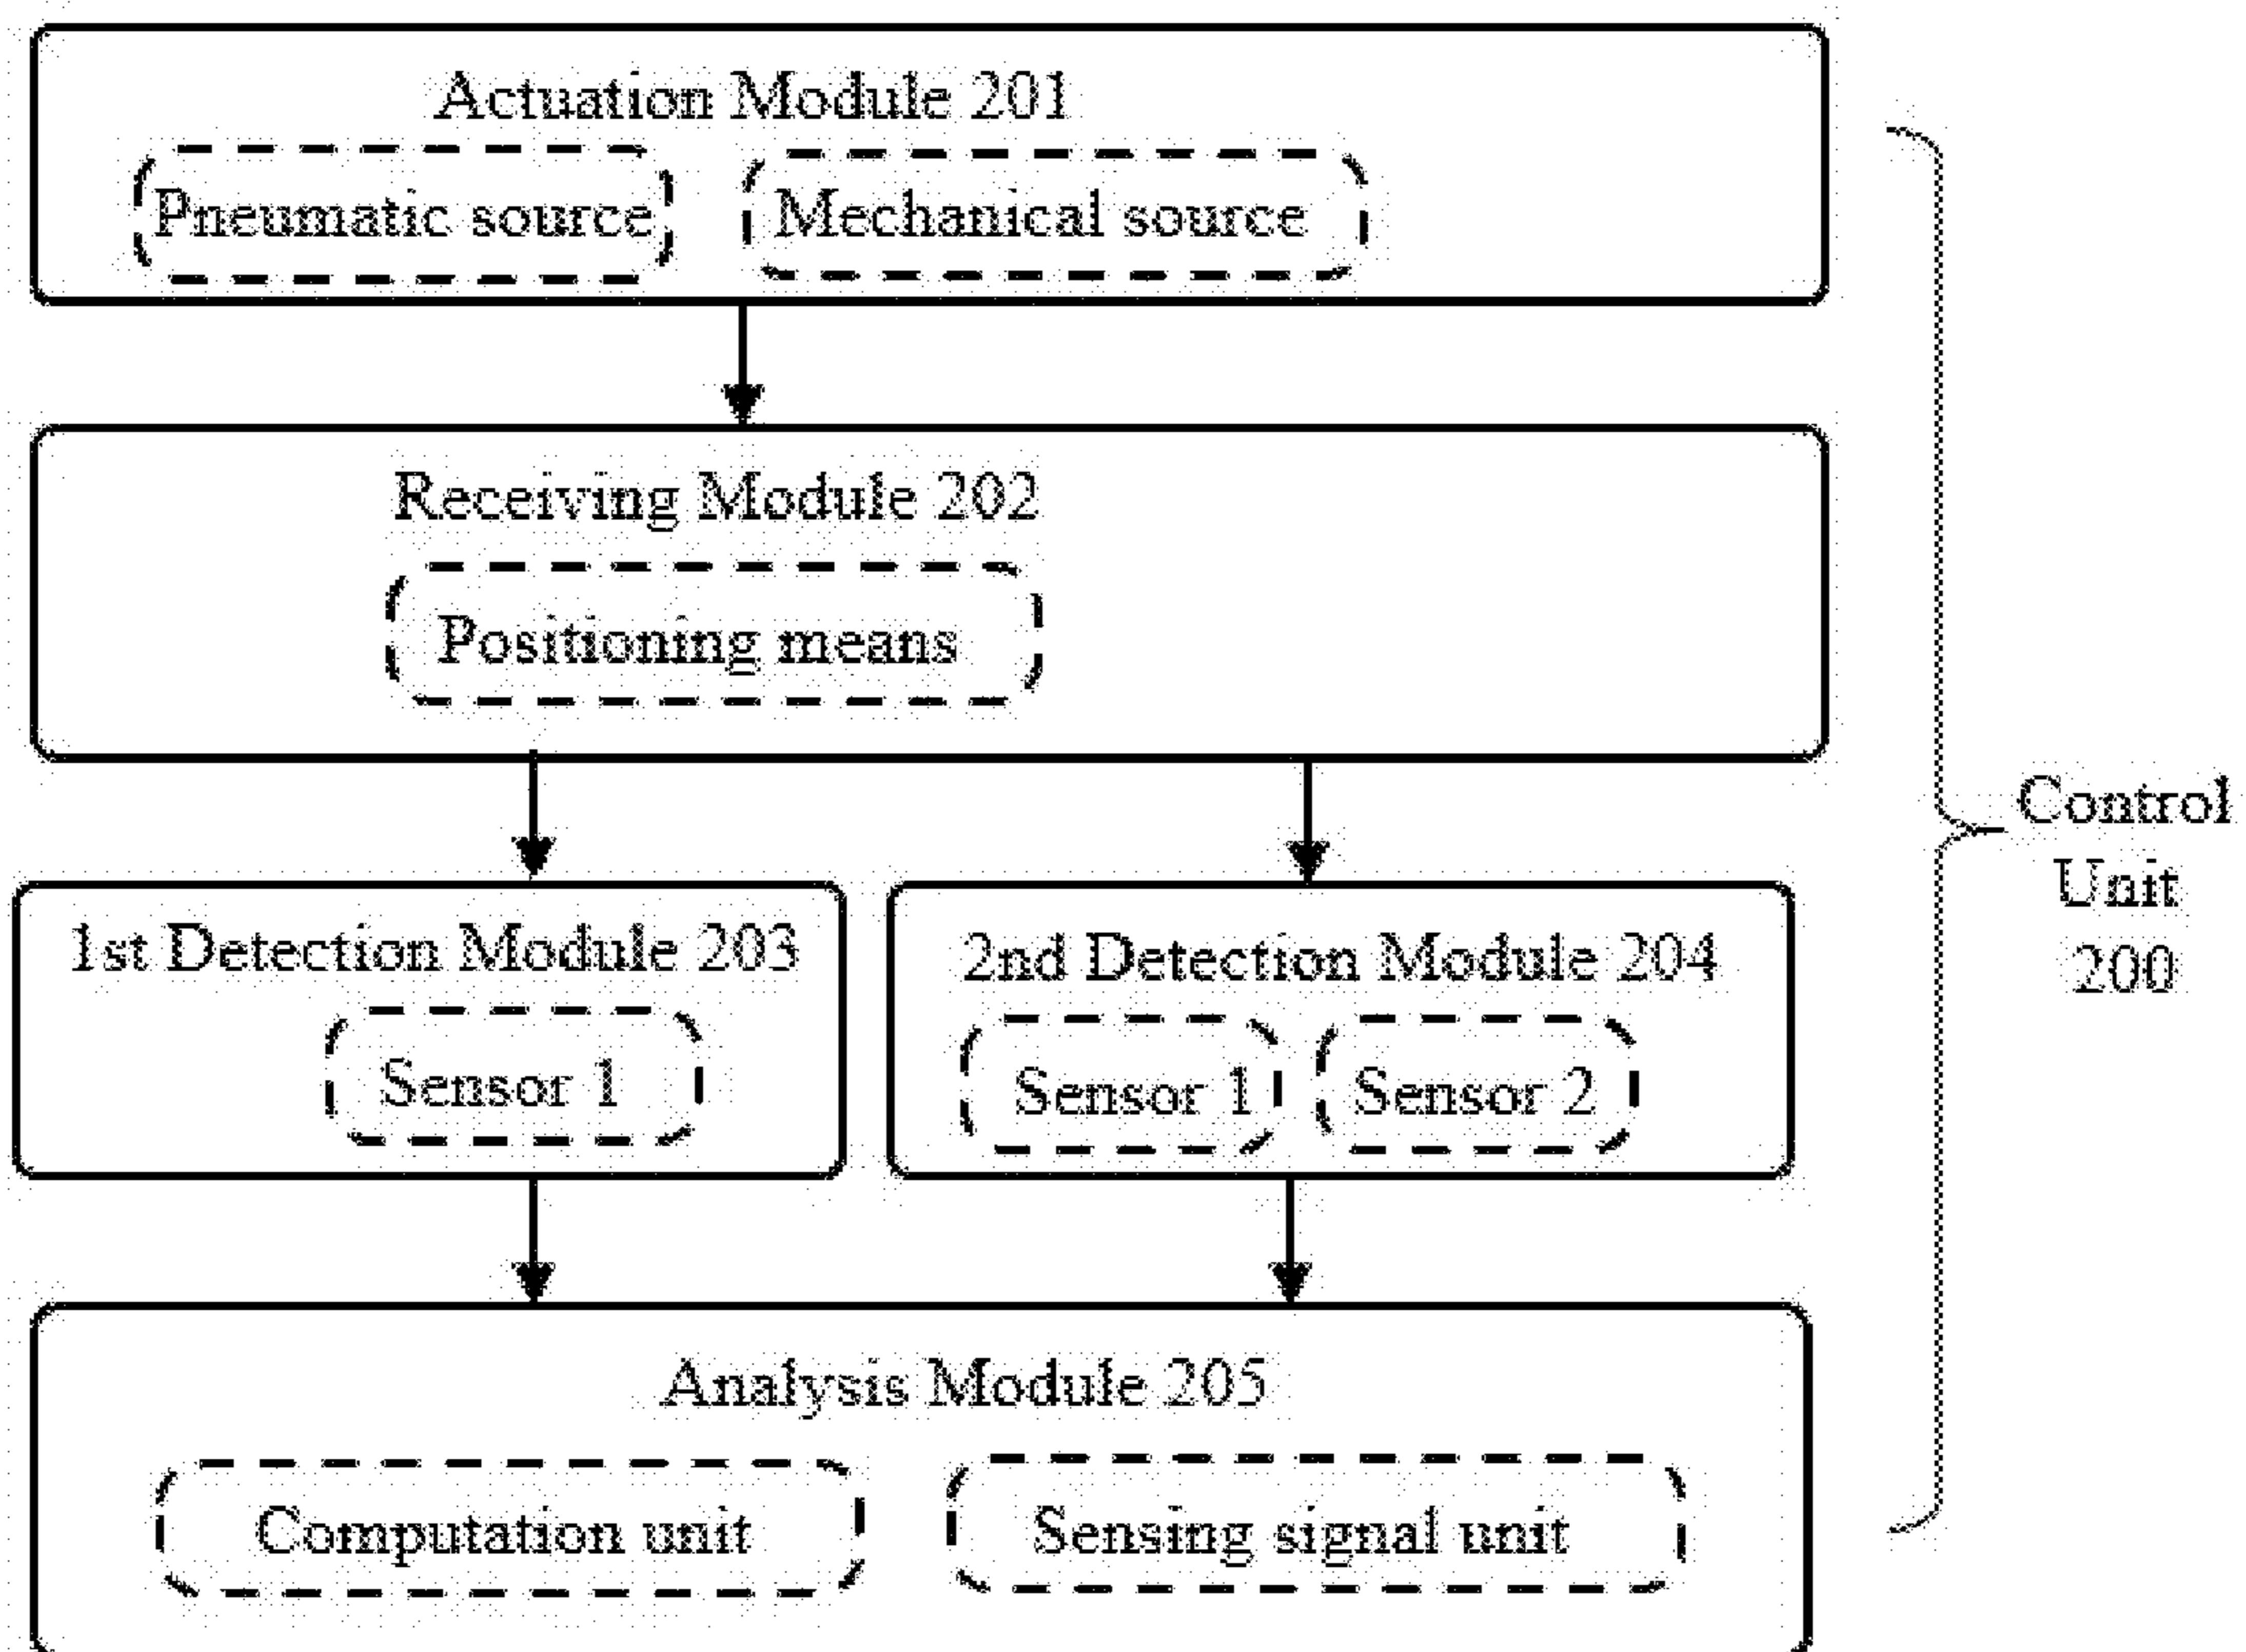 Actuation Module 201
Pneumatic source
Mechanical source
Receiving Module 202
Positioning means
1st Detection Module 203
Sensor 1
2nd Detection Module 204
Sensor 1
Sensor 2
Analysis Module 205
Computation unit
Sensing signal unit
Control
Unit
200